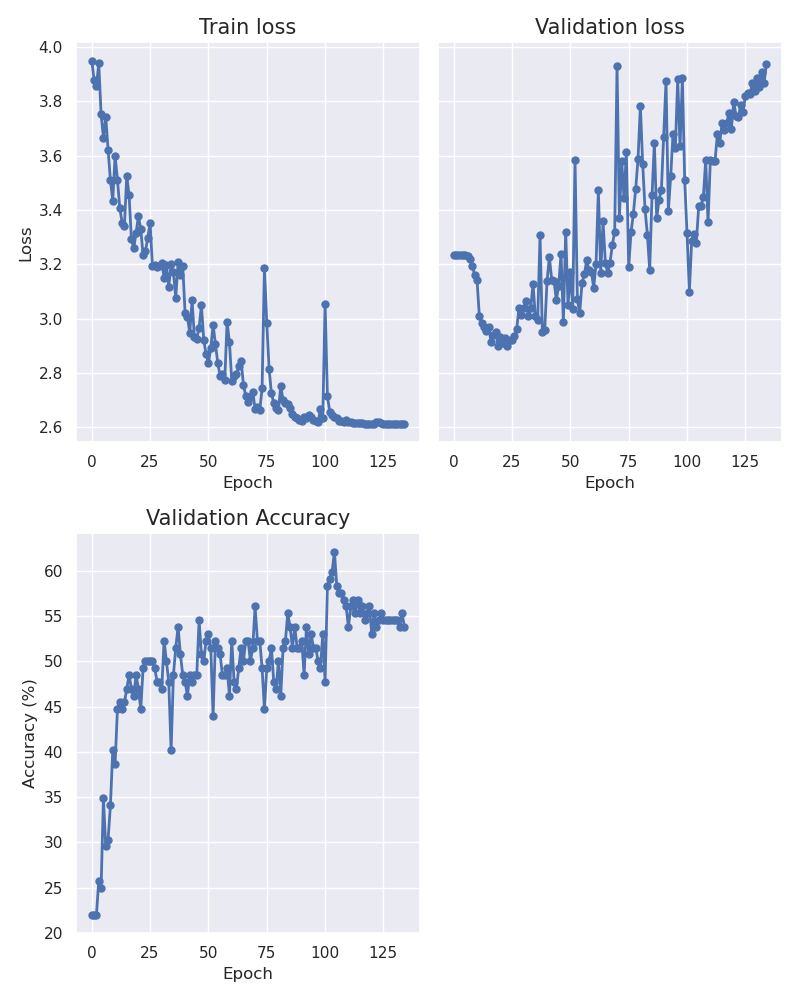 Train loss
Validation loss
4.0
3.8
3.6
3.4
3.2
3.0
2.8
2.6
Loss
0 25 50 75 100 125
0 25 50 75 100 125
Epoch
Epoch
Validation Accuracy
60
55
50
45
40
35
30
25
20
Accuracy (%)
0 25 50 75 100 125
Epoch